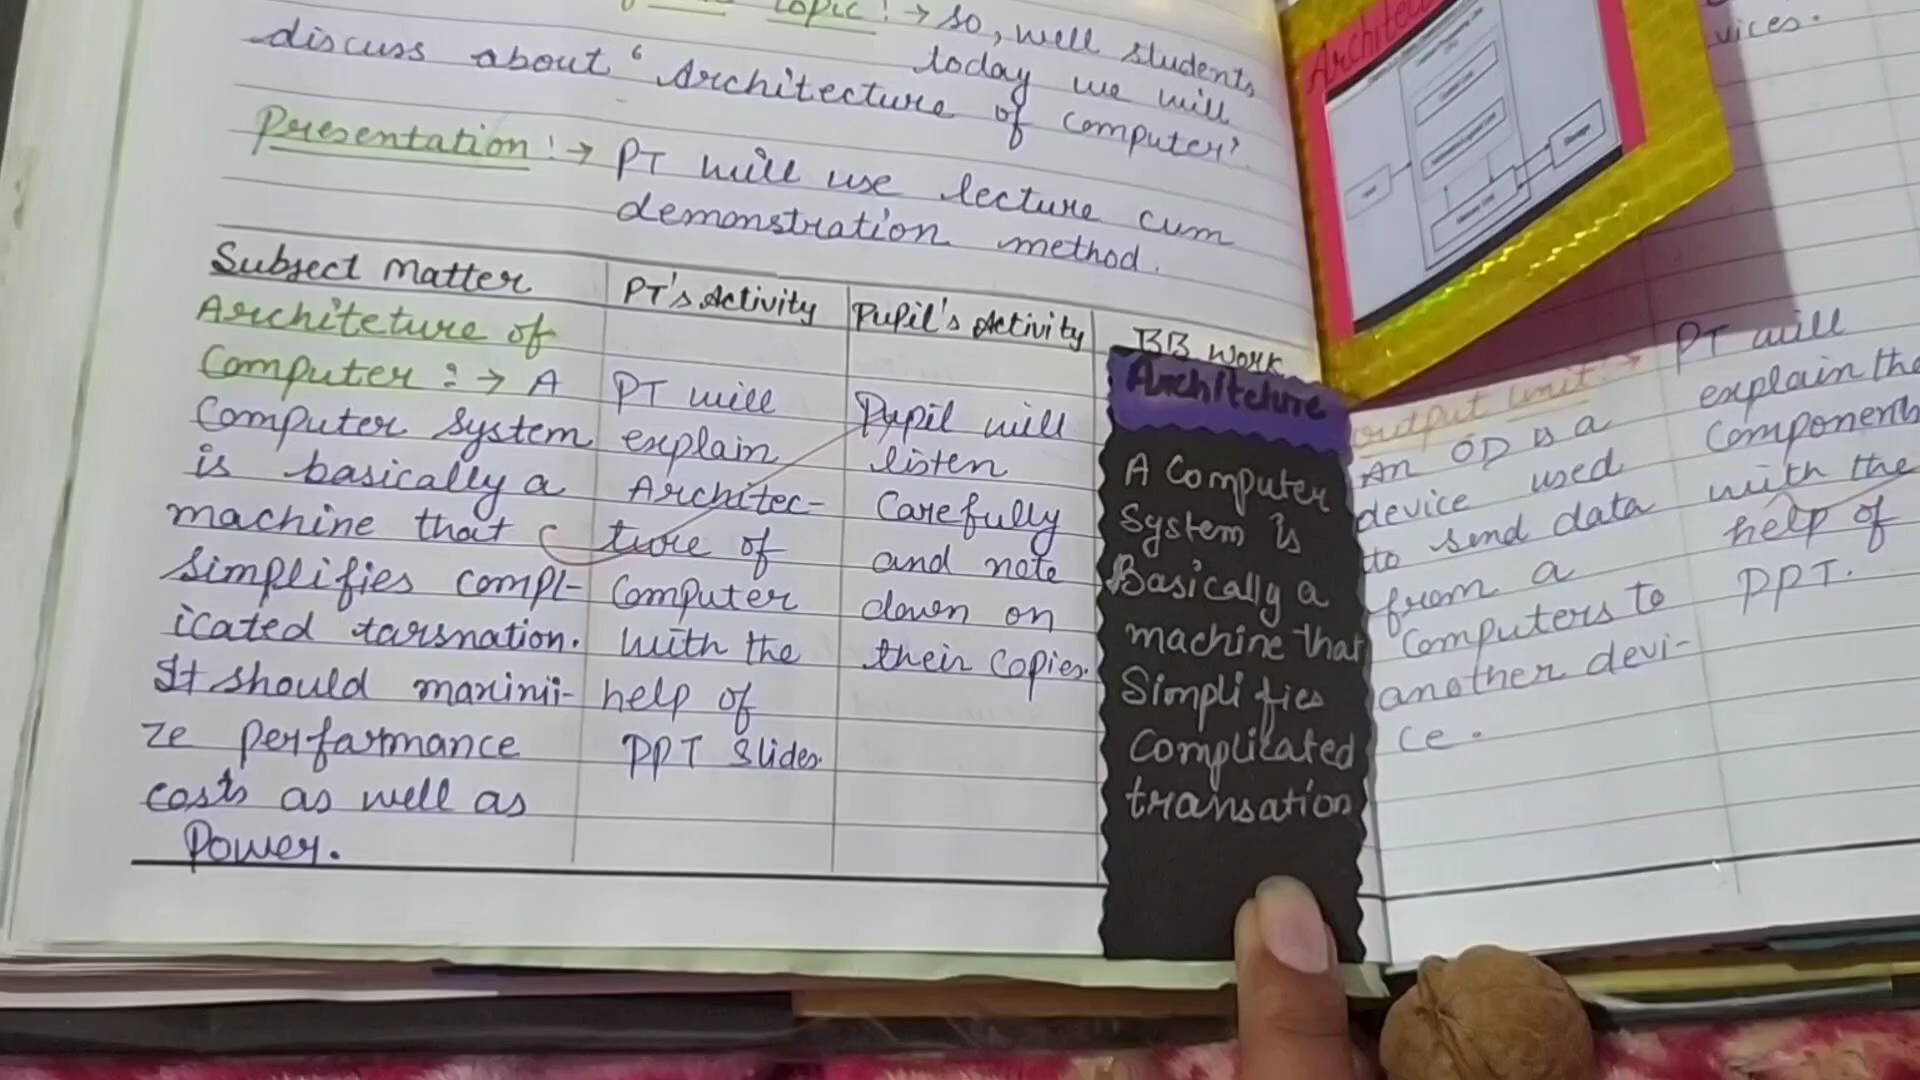 topic :→ So, well students
today we will
discuss about 'Architecture of computer'.
Presentation :→ PT will use lecture cum
demonstration method.
Subject Matter
Architeture of
Computer :→ A
Computer System
is basically a
machine that
simplifies compl-
icated tarsnation.
It should maximii-
ze performance
costs as well as
Power.
PT's Activity
PT will
explain
Architec-
ture of
Computer
with the
help of
PPT Slides.
Pupil's Activity
Pupil will
listen
Carefully
and note
down on
their Copies.
BB Work
Architeture
A Computer
System is
Basically a
machine that
Simplifies
Complicated
transation
Architec
vices.
output unit :→
An OD is a
device used
to send data
from a
Computers to
another devi-
ce.
PT will
explain the
Components
with the
help of
PPT.